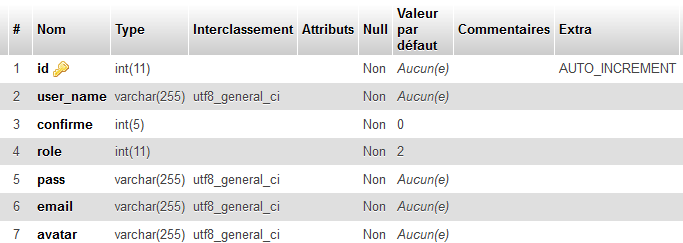 # Nom Type Interclassement Attributs Null Valeur par défaut Commentaires Extra
1 id int(11) Non Aucun(e) AUTO_INCREMENT
2 user_name varchar(255) utf8_general_ci Non Aucun(e)
3 confirme int(5) Non 0
4 role int(11) Non 2
5 pass varchar(255) utf8_general_ci Non Aucun(e)
6 email varchar(255) utf8_general_ci Non Aucun(e)
7 avatar varchar(255) utf8_general_ci Non Aucun(e)